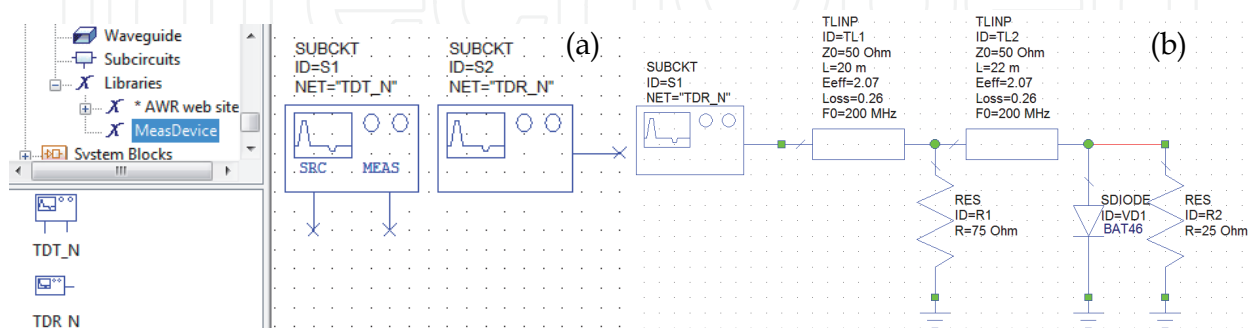 Waveguide
Subcircuits
Libraries
* AWR web site
MeasDevice
System Blocks
TDT_N
TDR_N
(a)
SUBCKT
ID=S1
NET="TDT_N"
SRC MEAS
SUBCKT
ID=S2
NET="TDR_N"
(b)
SUBCKT
ID=S1
NET="TDR_N"
TLINP
ID=TL1
Z0=50 Ohm
L=20 m
Eeff=2.07
Loss=0.26
F0=200 MHz
TLINP
ID=TL2
Z0=50 Ohm
L=22 m
Eeff=2.07
Loss=0.26
F0=200 MHz
RES
ID=R1
R=75 Ohm
SDIODE
ID=VD1
BAT46
RES
ID=R2
R=25 Ohm